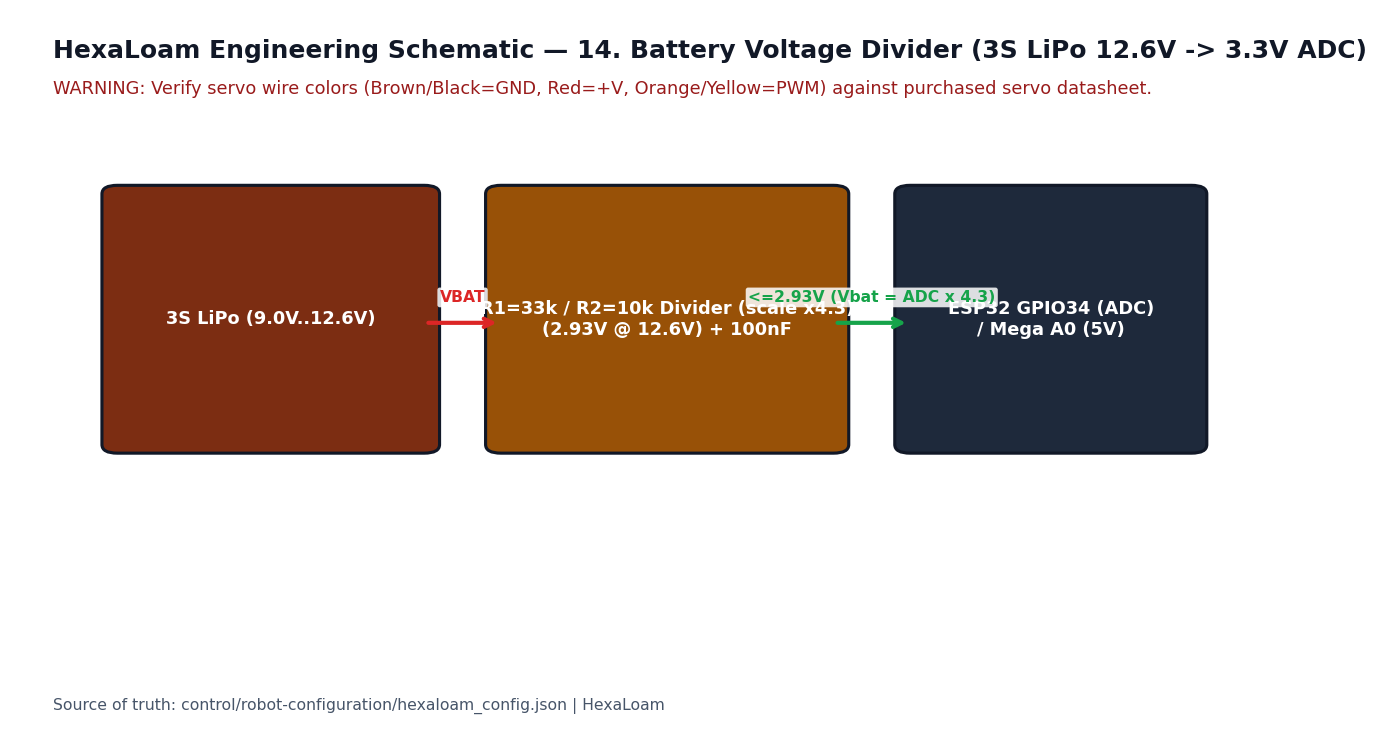 HexaLoam Engineering Schematic — 14. Battery Voltage Divider (3S LiPo 12.6V -> 3.3V ADC)
WARNING: Verify servo wire colors (Brown/Black=GND, Red=+V, Orange/Yellow=PWM) against purchased servo datasheet.
3S LiPo (9.0V..12.6V)
VBAT
R1=33k / R2=10k Divider (scale x4.3)
(2.93V @ 12.6V) + 100nF
<=2.93V (Vbat = ADC x 4.3)
ESP32 GPIO34 (ADC)
/ Mega A0 (5V)
Source of truth: control/robot-configuration/hexaloam_config.json | HexaLoam